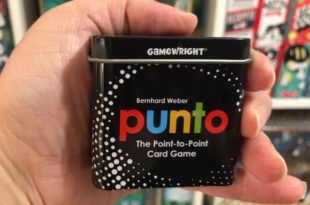 GAMEWRIGHT®
Bernhard Weber
punto
The Point-to-Point
Card Game